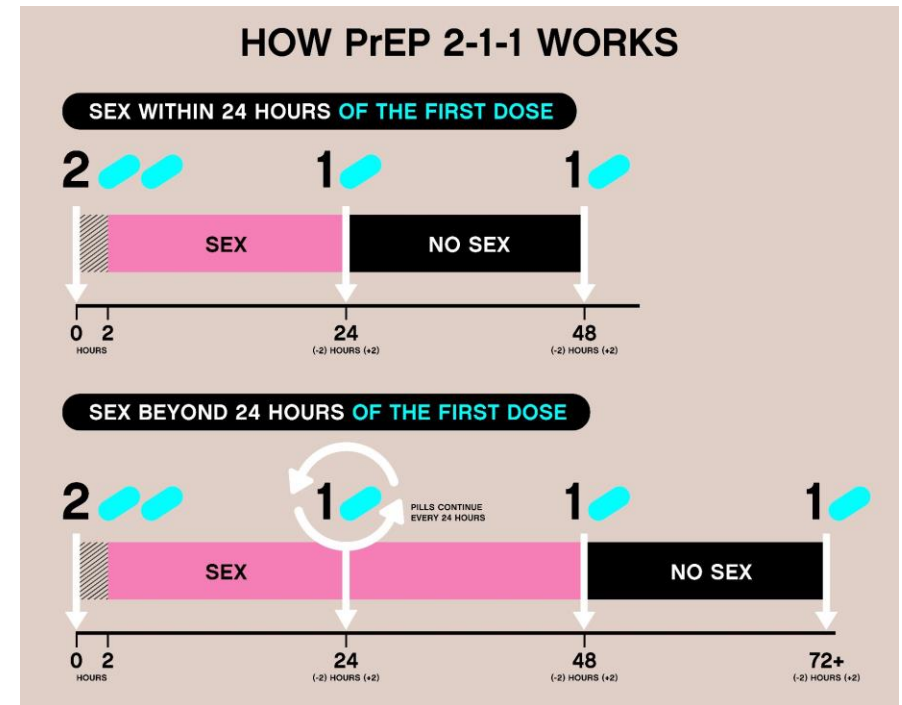 HOW PrEP 2-1-1 WORKS
SEX WITHIN 24 HOURS OF THE FIRST DOSE
2 1 1
SEX NO SEX
0 2 24 48
HOURS (-2) HOURS (+2) (-2) HOURS (+2)
SEX BEYOND 24 HOURS OF THE FIRST DOSE
2 1 PILLS CONTINUE
EVERY 24 HOURS 1 1
SEX NO SEX
0 2 24 48 72+
HOURS (-2) HOURS (+2) (-2) HOURS (+2) (-2) HOURS (+2)